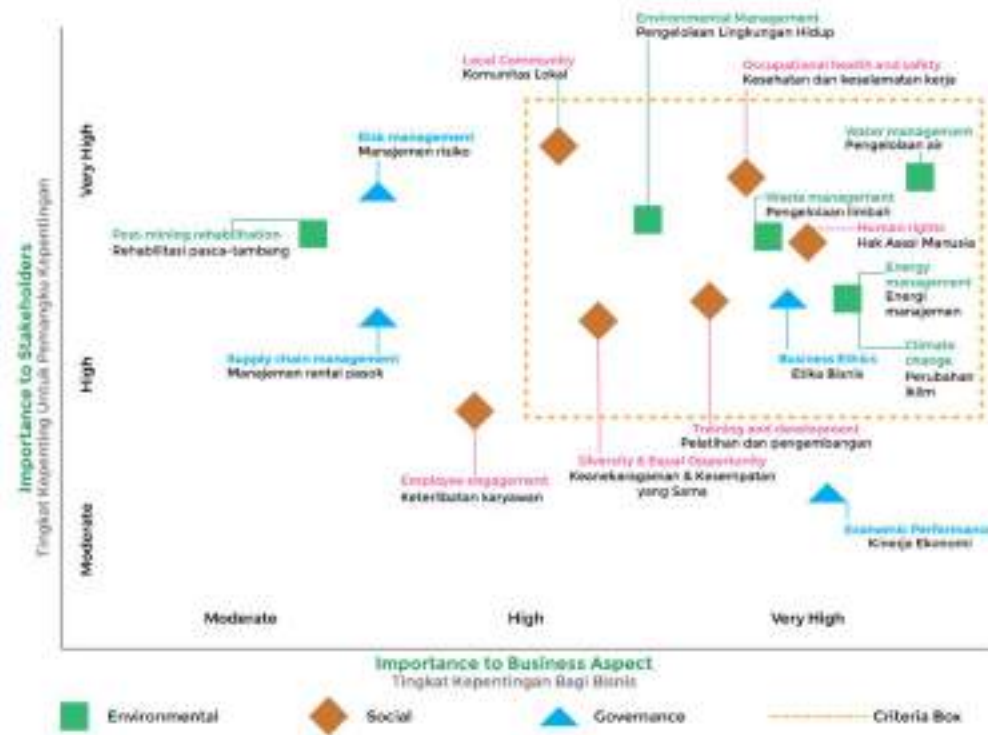 Environmental Management
Pengelolaan Lingkungan Hidup
Local Community
Komunitas Lokal
Occupational health and safety
Kesehatan dan keselamatan kerja
Risk management
Manajemen risiko
Water management
Pengelolaan air
Waste management
Pengelolaan limbah
Post-mining rehabilitation
Rehabilitasi pasca-tambang
Human rights
Hak Asasi Manusia
Energy
management
Energi
manajemen
Supply chain management
Manajemen rantai pasok
Business Ethics
Etika Bisnis
Climate
change
Perubahan
Iklim
Training and development
Pelatihan dan pengembangan
Diversity & Equal Opportunity
Keanekaragaman & Kesempatan
yang Sama
Employee engagement
Keterlibatan karyawan
Economic Performance
Kinerja Ekonomi
Importance to Stakeholders
Tingkat Kepenting Untuk Pemangku Kepentingan
Very High
High
Moderate
Moderate
High
Very High
Importance to Business Aspect
Tingkat Kepentingan Bagi Bisnis
Environmental
Social
Governance
Criteria Box